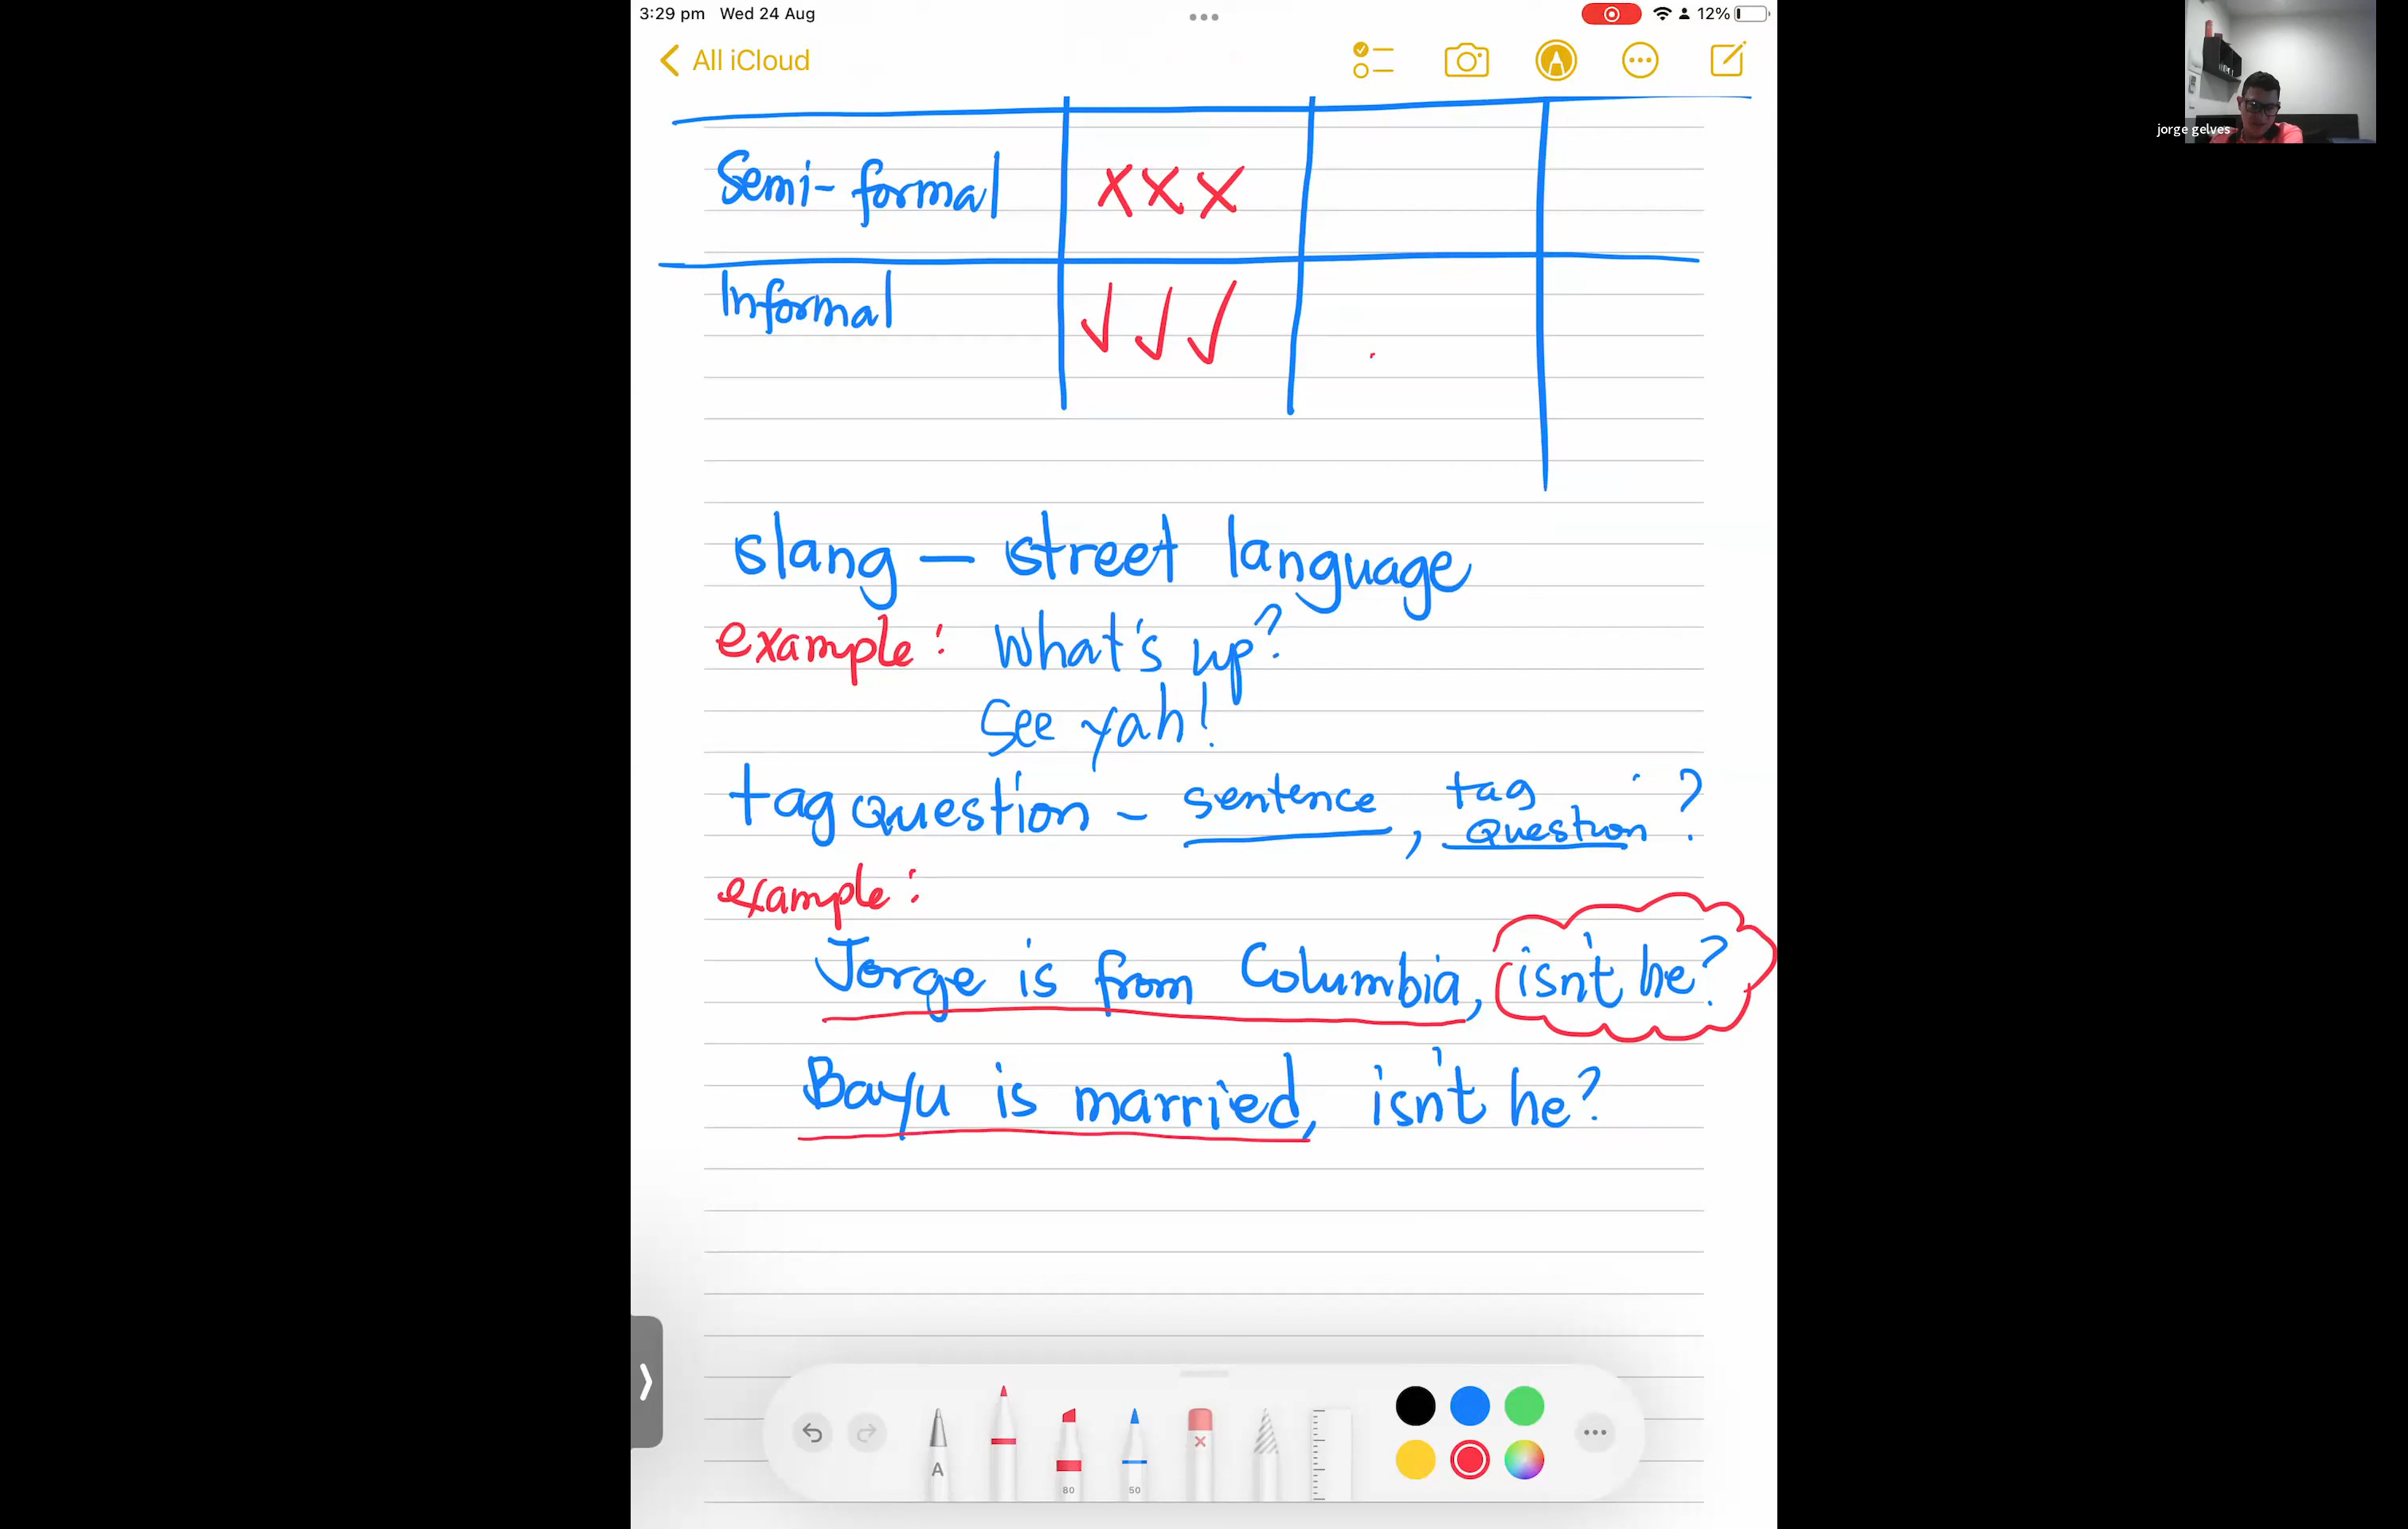 3:29 pm Wed 24 Aug
12%
All iCloud
jorge gelves
Semi-formal XXX
Informal ✓✓✓
slang — street language
example: What's up?
See yah!
tag question - sentence, tag question ?
example:
Jorge is from Columbia, isn't he?
Bayu is married, isn't he?
A
80
50